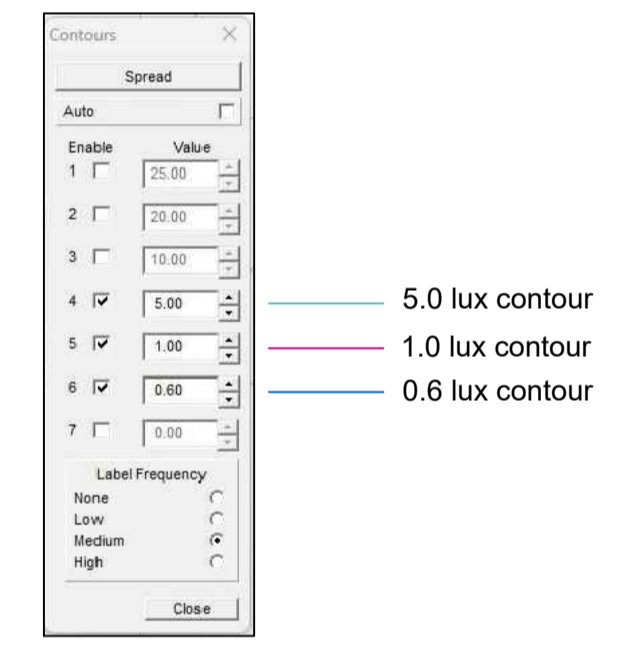 Contours
Spread
Auto
Enable Value
1 25.00
2 20.00
3 10.00
4 5.00 5.0 lux contour
5 1.00 1.0 lux contour
6 0.60 0.6 lux contour
7 0.00
Label Frequency
None
Low
Medium
High
Close